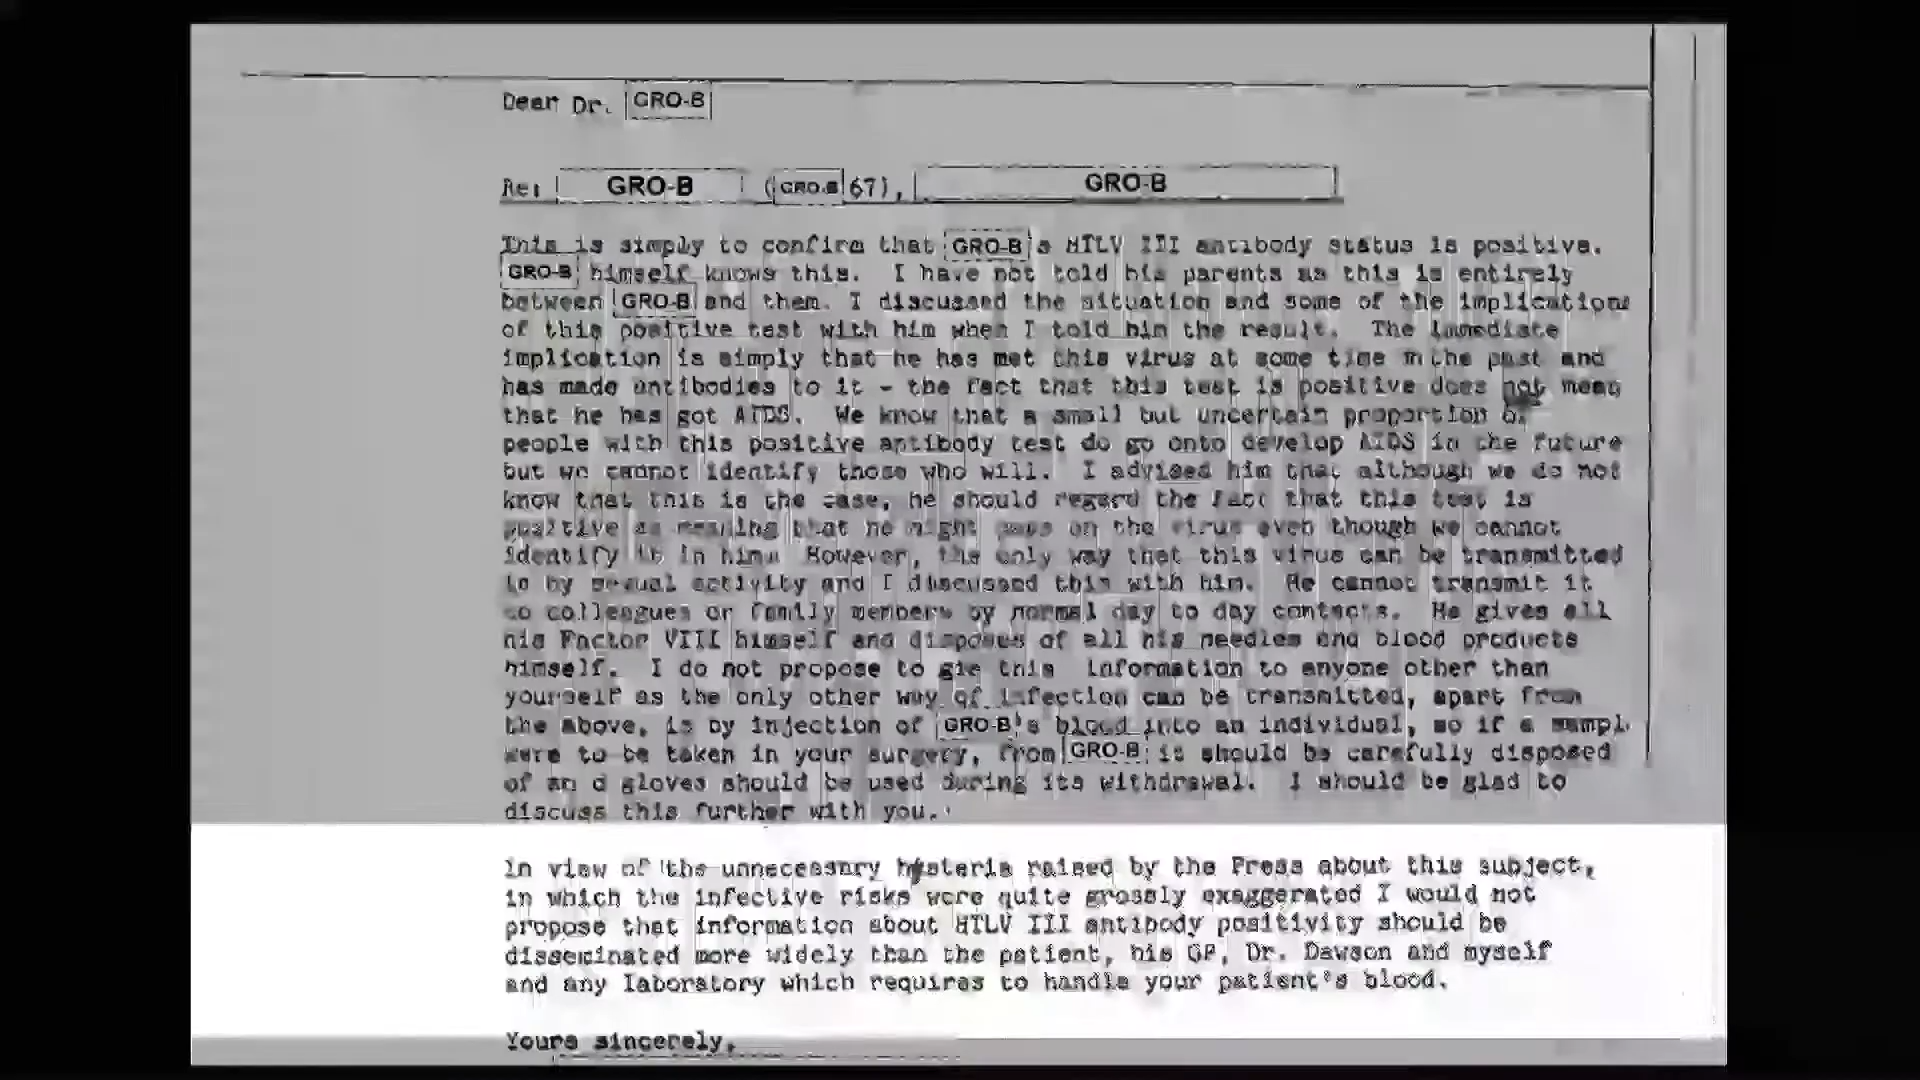 Dear Dr. GRO-B
Re: GRO-B (GRO-B 67), GRO-B
This is simply to confirm that GRO-B's HTLV III antibody status is positive.
GRO-B himself knows this. I have not told his parents as this is entirely
between GRO-B and them. I discussed the situation and some of the implications
of this positive test with him when I told him the result. The immediate
implication is simply that he has met this virus at some time in the past and
has made antibodies to it - the fact that this test is positive does not mean
that he has got AIDS. We know that a small but uncertain proportion of
people with this positive antibody test do go onto develop AIDS in the future
but we cannot identify those who will. I advised him that although we do not
know that this is the case, he should regard the fact that this test is
positive as meaning that he might pass on the virus even though we cannot
identify it in him. However, the only way that this virus can be transmitted
is by sexual activity and I discussed this with him. He cannot transmit it
to colleagues or family members by normal day to day contacts. He gives all
his Factor VIII himself and disposes of all his needles and blood products
himself. I do not propose to gie this information to anyone other than
yourself as the only other way of infection can be transmitted, apart from
the above, is by injection of GRO-B's blood into an individual, so if a sampl
were to be taken in your surgery, from GRO-B it should be carefully disposed
of an d gloves should be used during its withdrawal. I should be glad to
discuss this further with you.
In view of the unnecessary hysteria raised by the Press about this subject,
in which the infective risks were quite grossly exaggerated I would not
propose that information about HTLV III antibody positivity should be
disseminated more widely than the patient, his GP, Dr. Dawson and myself
and any laboratory which requires to handle your patient's blood.
Yours sincerely,